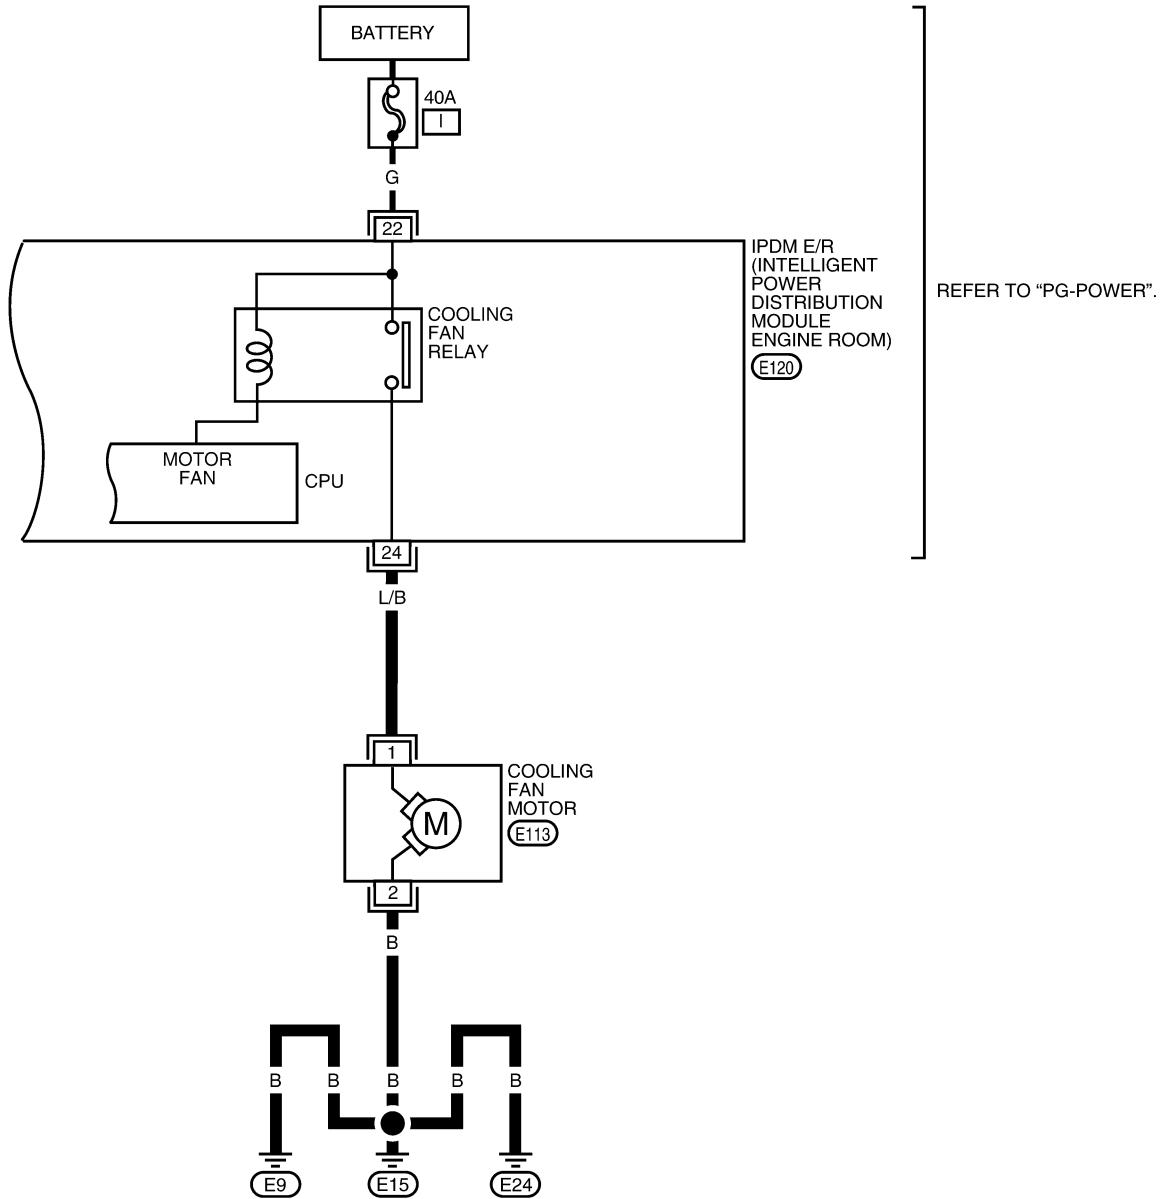 BATTERY
40A
I
G
22
IPDM E/R
(INTELLIGENT
POWER
DISTRIBUTION
MODULE
ENGINE ROOM)
E120
REFER TO “PG-POWER”.
COOLING
FAN
RELAY
MOTOR
FAN
CPU
24
L/B
1
COOLING
FAN
MOTOR
E113
M
2
B
B B B B B
E9 E15 E24